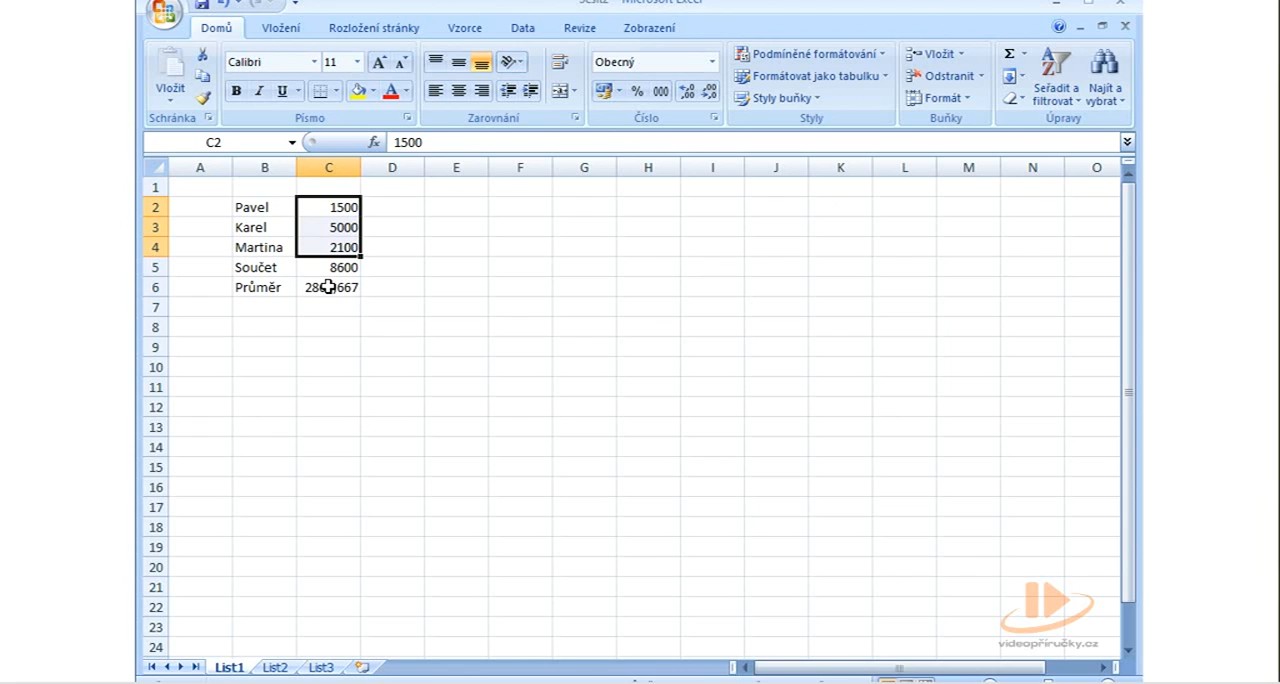 Domů Vložení Rozložení stránky Vzorce Data Revize Zobrazení
Calibri 11 Obecný Podmíněné formátování Vložit Σ
Formátovat jako tabulku Odstranit
Vložit B I U A % 000 Styly buňky Formát Seřadit a filtrovat Najít a vybrat
Schránka Písmo Zarovnání Číslo Styly Buňky Úpravy
C2 fx 1500
A B C D E F G H I J K L M N O
1
2 Pavel 1500
3 Karel 5000
4 Martina 2100
5 Součet 8600
6 Průměr
7
8
9
10
11
12
13
14
15
16
17
18
19
20
21
22
23
24
videopříručky.cz
List1 List2 List3